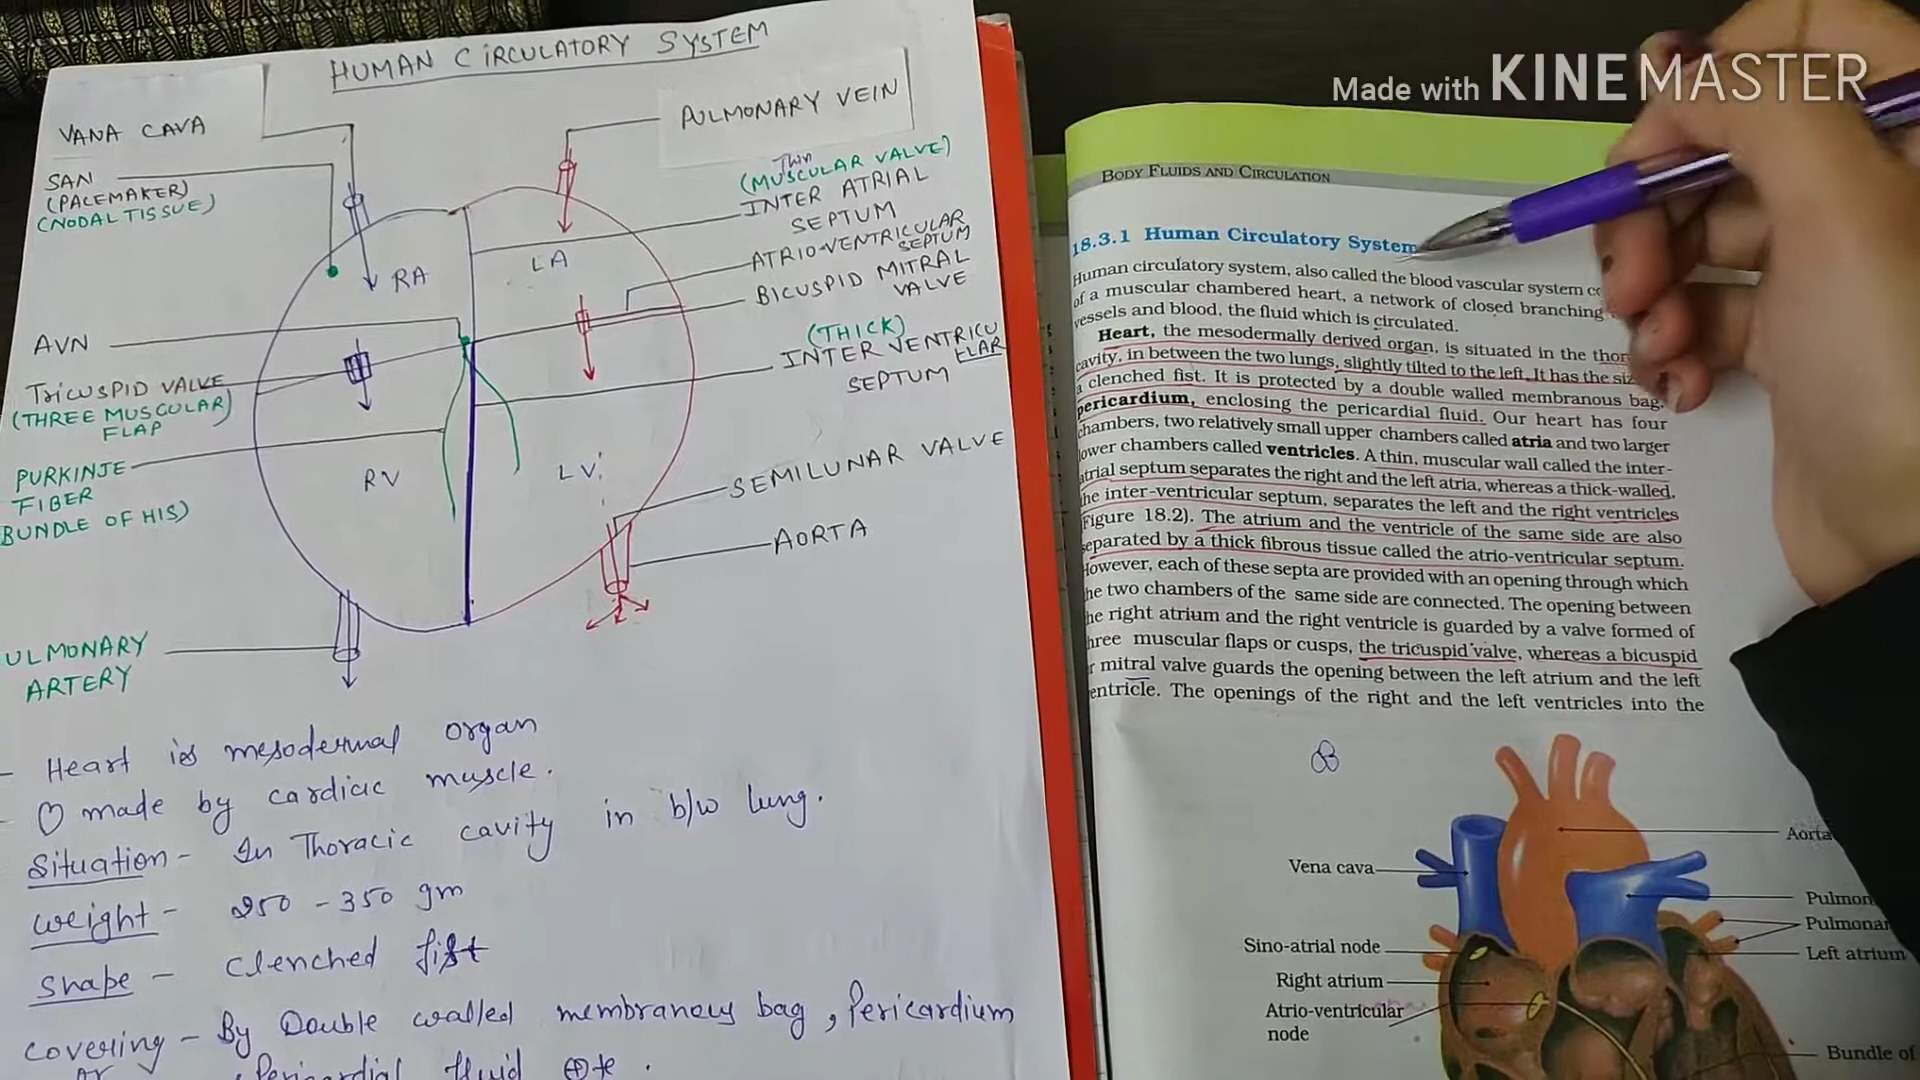 Made with KINEMASTER
HUMAN CIRCULATORY SYSTEM
VANA CAVA
SAN
(PACEMAKER)
(NODAL TISSUE)
AVN
TRICUSPID VALVE
(THREE MUSCULAR)
FLAP
PURKINJE
FIBER
BUNDLE OF HIS)
ULMONARY
ARTERY
RA
LA
RV
LV
PULMONARY VEIN
Thin
(MUSCULAR VALVE)
INTER ATRIAL
SEPTUM
ATRIO-VENTRICULAR
SEPTUM
BICUSPID MITRAL
VALVE
(THICK)
INTER VENTRICU
LAR
SEPTUM
SEMILUNAR VALVE
AORTA
- Heart is mesodermal organ
- made by cardiac muscle.
Situation - In Thoracic cavity in b/w lung.
Weight - 250 - 350 gm
Shape - Clenched fist
Covering - By Double walled membranous bag, Pericardium
Pericardial fluid
BODY FLUIDS AND CIRCULATION
18.3.1 Human Circulatory System
Human circulatory system, also called the blood vascular system
of a muscular chambered heart, a network of closed branching
vessels and blood, the fluid which is circulated.
Heart, the mesodermally derived organ, is situated in the thor
cavity, in between the two lungs, slightly tilted to the left. It has the siz
a clenched fist. It is protected by a double walled membranous bag,
pericardium, enclosing the pericardial fluid. Our heart has four
chambers, two relatively small upper chambers called atria and two larger
lower chambers called ventricles. A thin, muscular wall called the inter-
atrial septum separates the right and the left atria, whereas a thick-walled,
the inter-ventricular septum, separates the left and the right ventricles
Figure 18.2). The atrium and the ventricle of the same side are also
separated by a thick fibrous tissue called the atrio-ventricular septum.
However, each of these septa are provided with an opening through which
he two chambers of the same side are connected. The opening between
he right atrium and the right ventricle is guarded by a valve formed of
three muscular flaps or cusps, the tricuspid valve, whereas a bicuspid
r mitral valve guards the opening between the left atrium and the left
entricle. The openings of the right and the left ventricles into the
Vena cava
Sino-atrial node
Right atrium
Atrio-ventricular
node
Aorta
Pulmon
Pulmonar
Left atrium
Bundle of